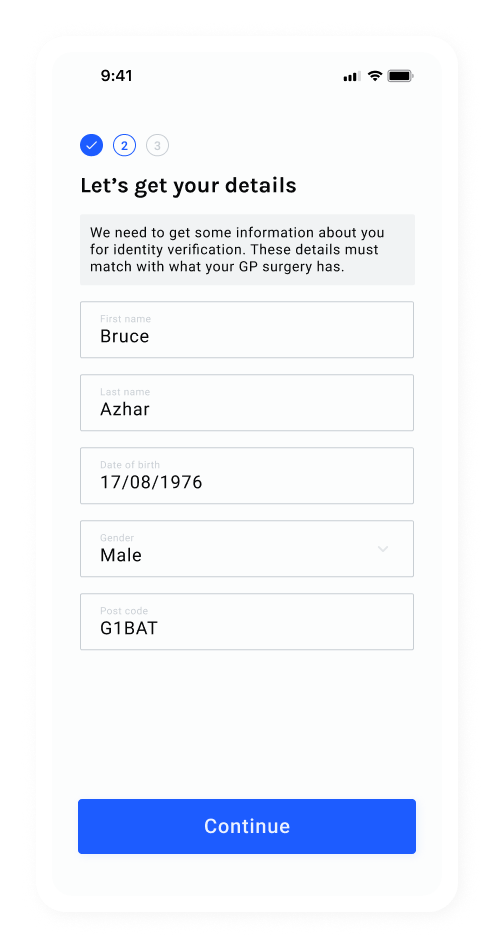 9:41
2 3
Let’s get your details
We need to get some information about you
for identity verification. These details must
match with what your GP surgery has.
First name
Bruce
Last name
Azhar
Date of birth
17/08/1976
Gender
Male
Post code
G1BAT
Continue